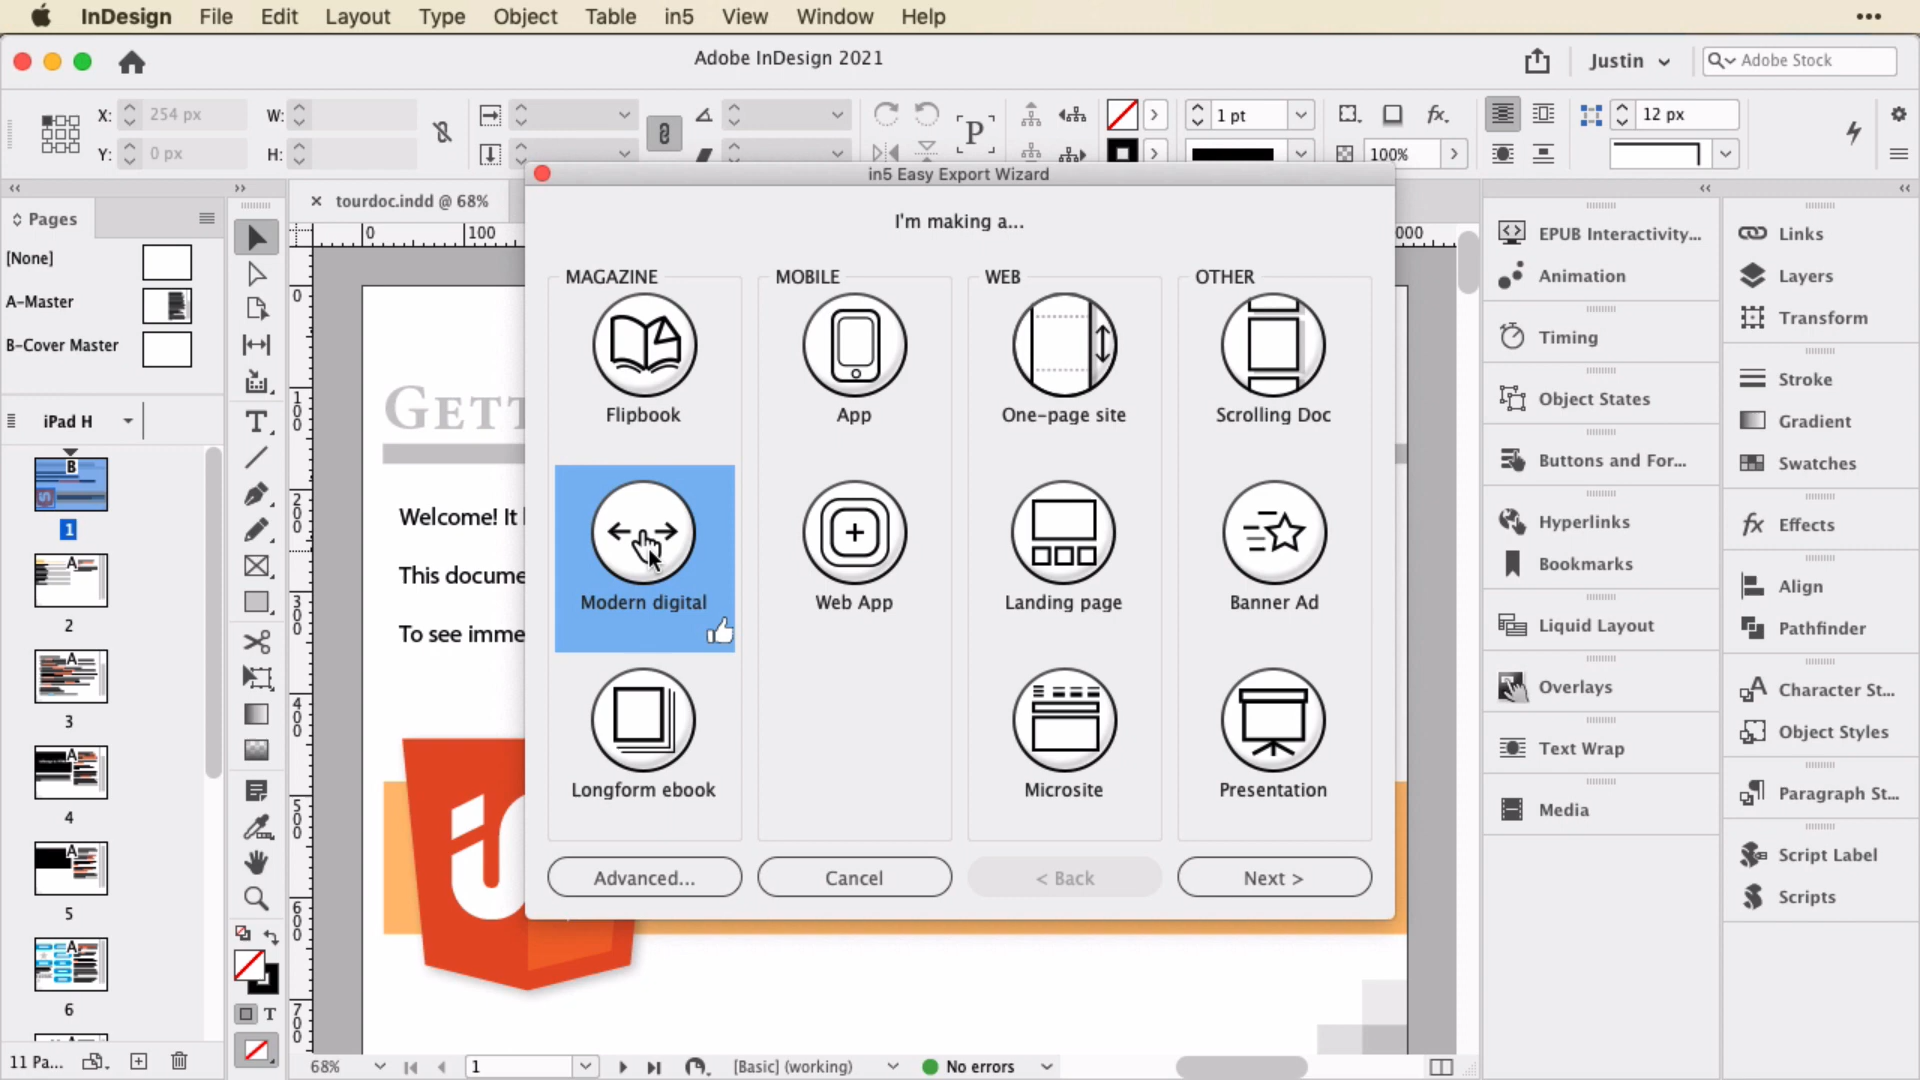 InDesign File Edit Layout Type Object Table in5 View Window Help
Adobe InDesign 2021
Justin
Adobe Stock
X: 254 px W:
1 pt
12 px
Y: 0 px H:
100%
Pages
[None]
A-Master
B-Cover Master
iPad H
B
1
A
2
A
3
A
4
A
5
A
6
11 Pa...
tourdoc.indd @ 68%
0 100
000
0
100
200
300
400
500
600
700
GETT
Welcome! It
This docume
To see imme
in5 Easy Export Wizard
I'm making a...
MAGAZINE MOBILE WEB OTHER
Flipbook App One-page site Scrolling Doc
Modern digital Web App Landing page Banner Ad
Longform ebook Microsite Presentation
Advanced... Cancel < Back Next >
68% 1 [Basic] (working) No errors
EPUB Interactivity...
Animation
Timing
Object States
Buttons and For...
Hyperlinks
Bookmarks
Liquid Layout
Overlays
Text Wrap
Media
Links
Layers
Transform
Stroke
Gradient
Swatches
Effects
Align
Pathfinder
Character St...
Object Styles
Paragraph St...
Script Label
Scripts